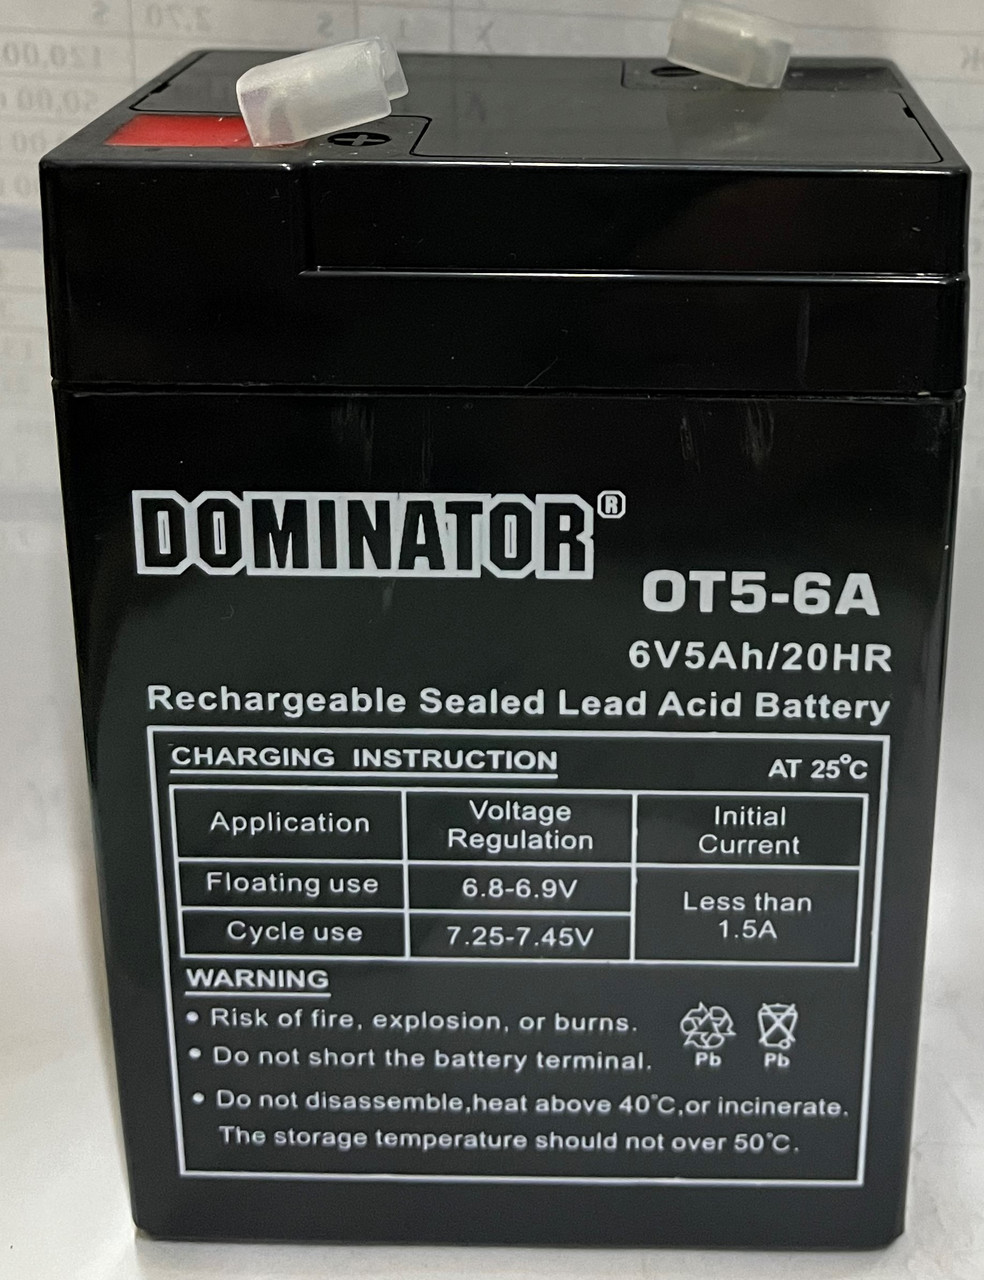 DOMINATOR®
OT5-6A
6V5Ah/20HR
Rechargeable Sealed Lead Acid Battery
CHARGING INSTRUCTION AT 25°C
Application Voltage Regulation Initial Current
Floating use 6.8-6.9V Less than 1.5A
Cycle use 7.25-7.45V
WARNING
• Risk of fire, explosion, or burns.
• Do not short the battery terminal.
Pb Pb
• Do not disassemble,heat above 40°C,or incinerate.
The storage temperature should not over 50°C.